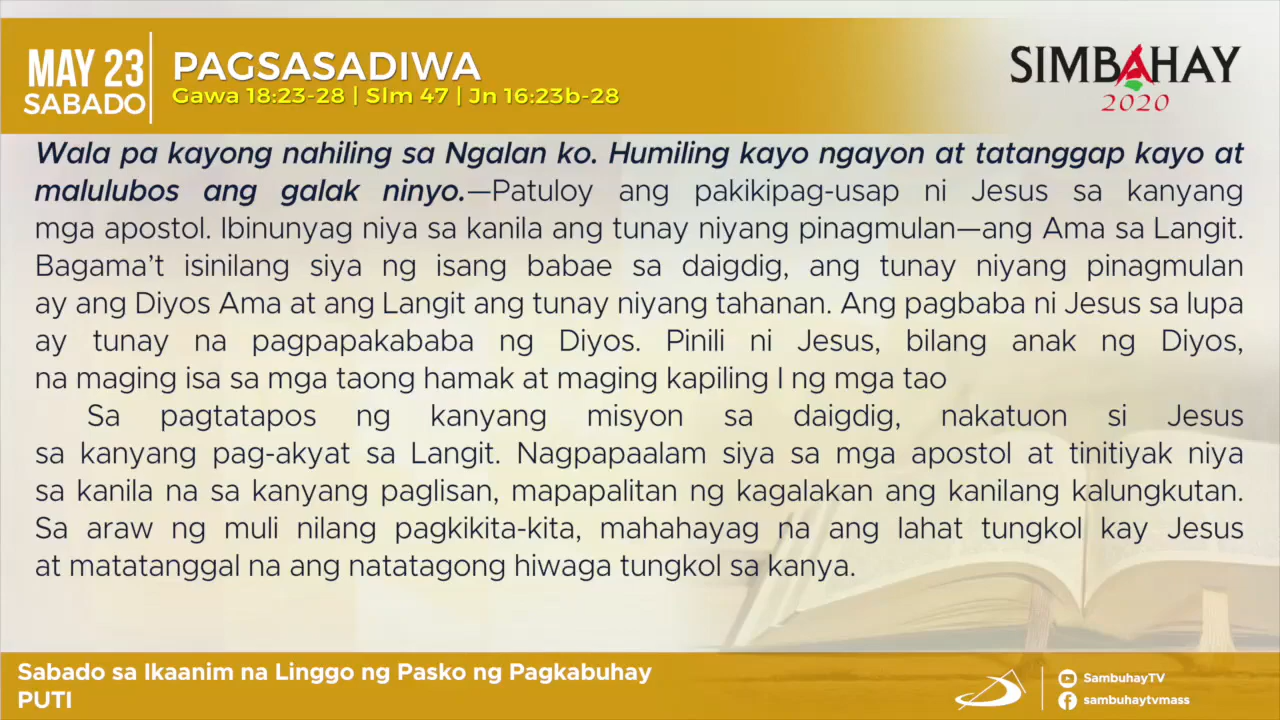 MAY 23
SABADO
PAGSASADIWA
Gawa 18:23-28 | Slm 47 | Jn 16:23b-28
SIMBAHAY
2020
Wala pa kayong nahiling sa Ngalan ko. Humiling kayo ngayon at tatanggap kayo at
malulubos ang galak ninyo.—Patuloy ang pakikipag-usap ni Jesus sa kanyang
mga apostol. Ibinunyag niya sa kanila ang tunay niyang pinagmulan—ang Ama sa Langit.
Bagama't isinilang siya ng isang babae sa daigdig, ang tunay niyang pinagmulan
ay ang Diyos Ama at ang Langit ang tunay niyang tahanan. Ang pagbaba ni Jesus sa lupa
ay tunay na pagpapakababa ng Diyos. Pinili ni Jesus, bilang anak ng Diyos,
na maging isa sa mga taong hamak at maging kapiling l ng mga tao
Sa pagtatapos ng kanyang misyon sa daigdig, nakatuon si Jesus
sa kanyang pag-akyat sa Langit. Nagpapaalam siya sa mga apostol at tinitiyak niya
sa kanila na sa kanyang paglisan, mapapalitan ng kagalakan ang kanilang kalungkutan.
Sa araw ng muli nilang pagkikita-kita, mahahayag na ang lahat tungkol kay Jesus
at matatanggal na ang natatagong hiwaga tungkol sa kanya.
Sabado sa Ikaanim na Linggo ng Pasko ng Pagkabuhay
PUTI
SambuhayTV
sambuhaytvmass